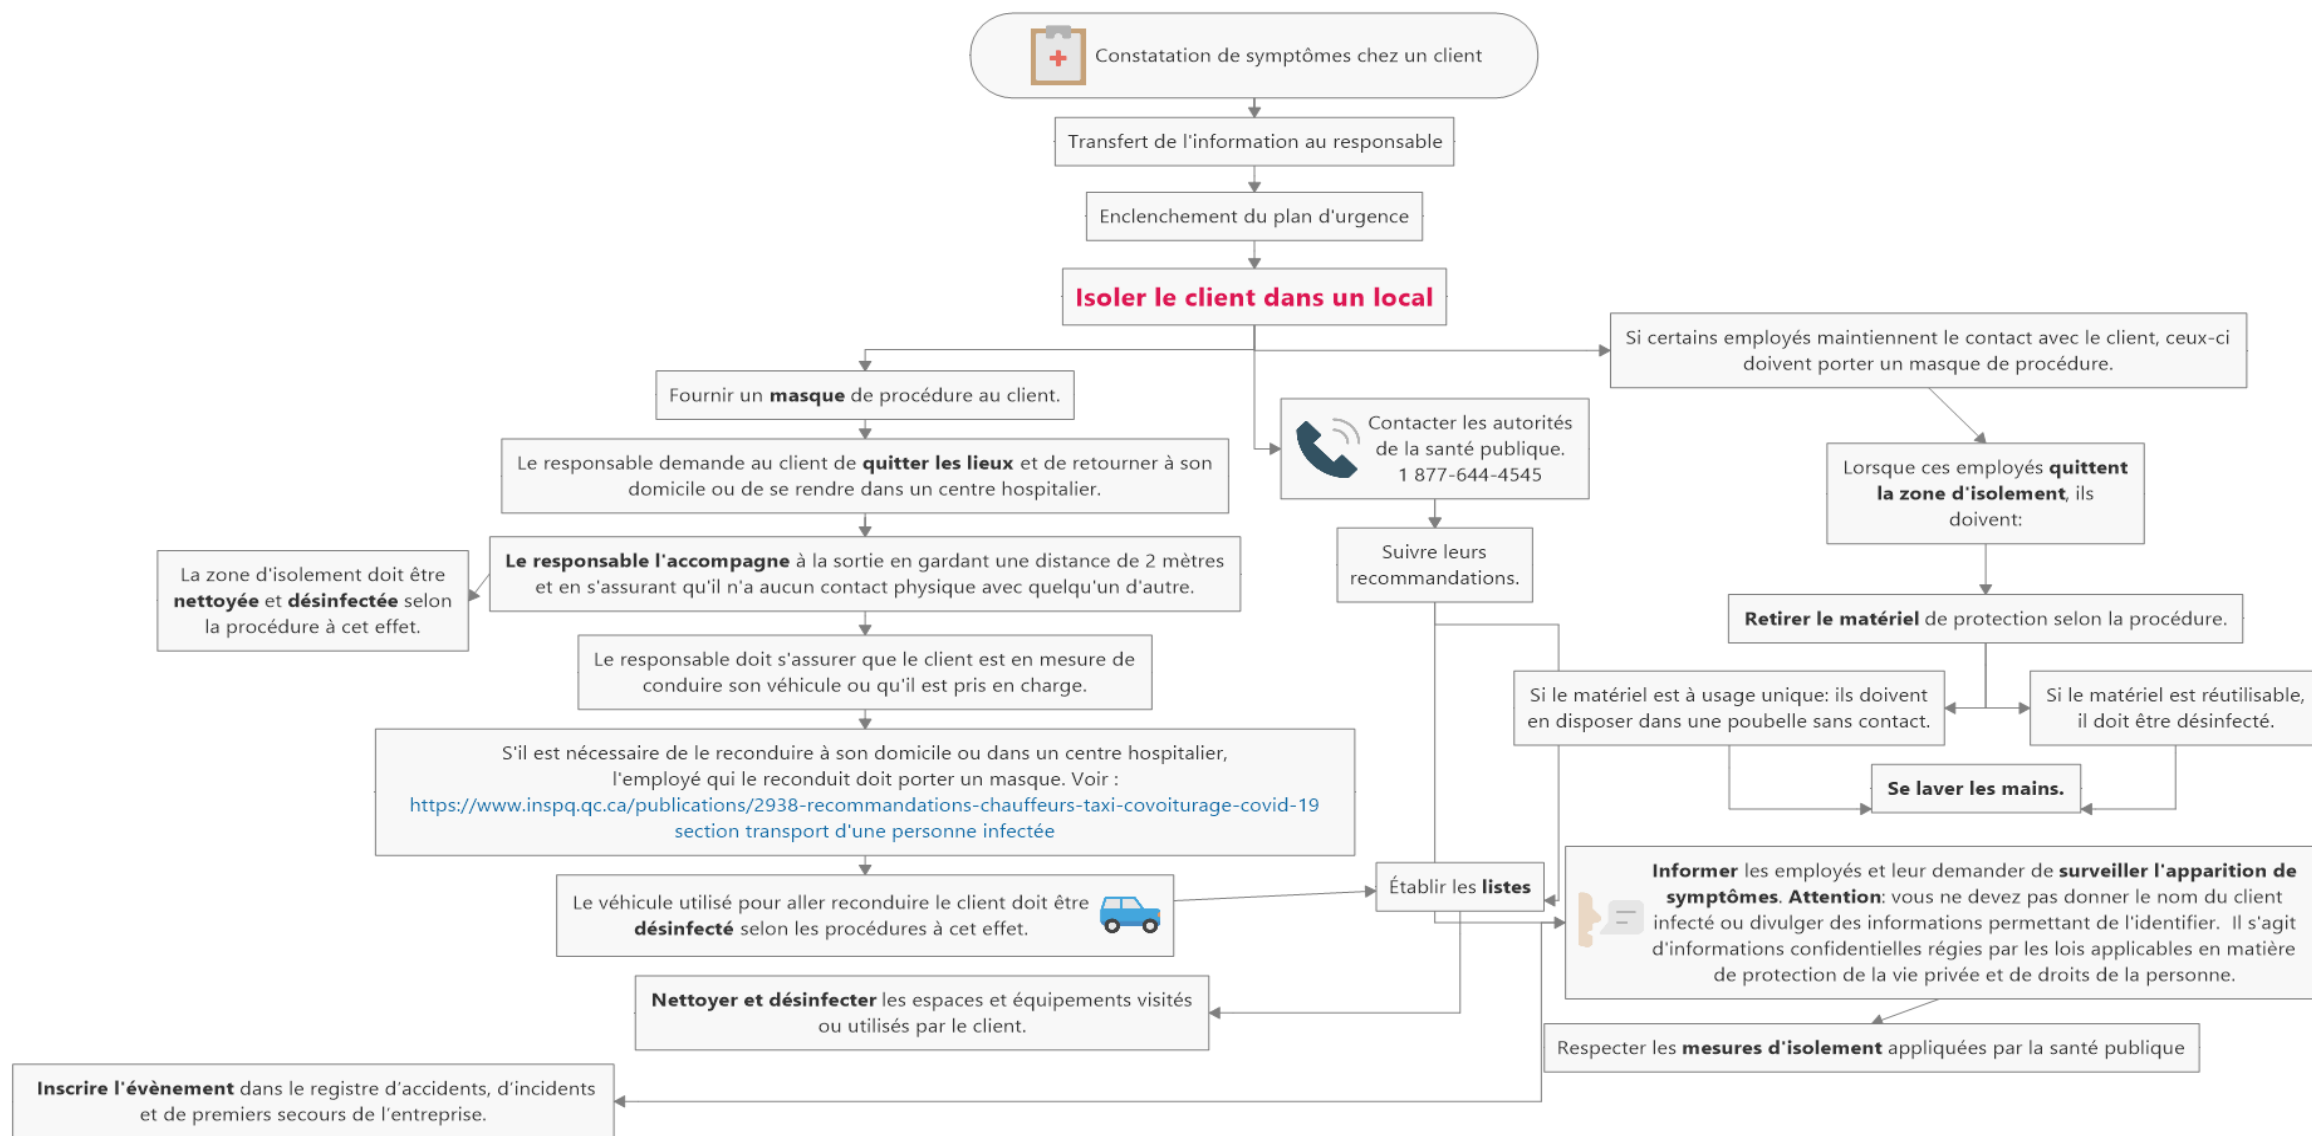 Constatation de symptômes chez un client
Transfert de l'information au responsable
Enclenchement du plan d'urgence
Isoler le client dans un local
Fournir un masque de procédure au client.
Le responsable demande au client de quitter les lieux et de retourner à son
domicile ou de se rendre dans un centre hospitalier.
Le responsable l'accompagne à la sortie en gardant une distance de 2 mètres
et en s'assurant qu'il n'a aucun contact physique avec quelqu'un d'autre.
La zone d'isolement doit être
nettoyée et désinfectée selon
la procédure à cet effet.
Le responsable doit s'assurer que le client est en mesure de
conduire son véhicule ou qu'il est pris en charge.
S'il est nécessaire de le reconduire à son domicile ou dans un centre hospitalier,
l'employé qui le reconduit doit porter un masque. Voir :
https://www.inspq.qc.ca/publications/2938-recommandations-chauffeurs-taxi-covoiturage-covid-19
section transport d'une personne infectée
Le véhicule utilisé pour aller reconduire le client doit être
désinfecté selon les procédures à cet effet.
Contacter les autorités
de la santé publique.
1 877-644-4545
Suivre leurs
recommandations.
Établir les listes
Nettoyer et désinfecter les espaces et équipements visités
ou utilisés par le client.
Inscrire l'évènement dans le registre d’accidents, d’incidents
et de premiers secours de l’entreprise.
Si certains employés maintiennent le contact avec le client, ceux-ci
doivent porter un masque de procédure.
Lorsque ces employés quittent
la zone d'isolement, ils
doivent:
Retirer le matériel de protection selon la procédure.
Si le matériel est à usage unique: ils doivent
en disposer dans une poubelle sans contact.
Si le matériel est réutilisable,
il doit être désinfecté.
Se laver les mains.
Informer les employés et leur demander de surveiller l'apparition de
symptômes. Attention: vous ne devez pas donner le nom du client
infecté ou divulger des informations permettant de l'identifier. Il s'agit
d'informations confidentielles régies par les lois applicables en matière
de protection de la vie privée et de droits de la personne.
Respecter les mesures d'isolement appliquées par la santé publique